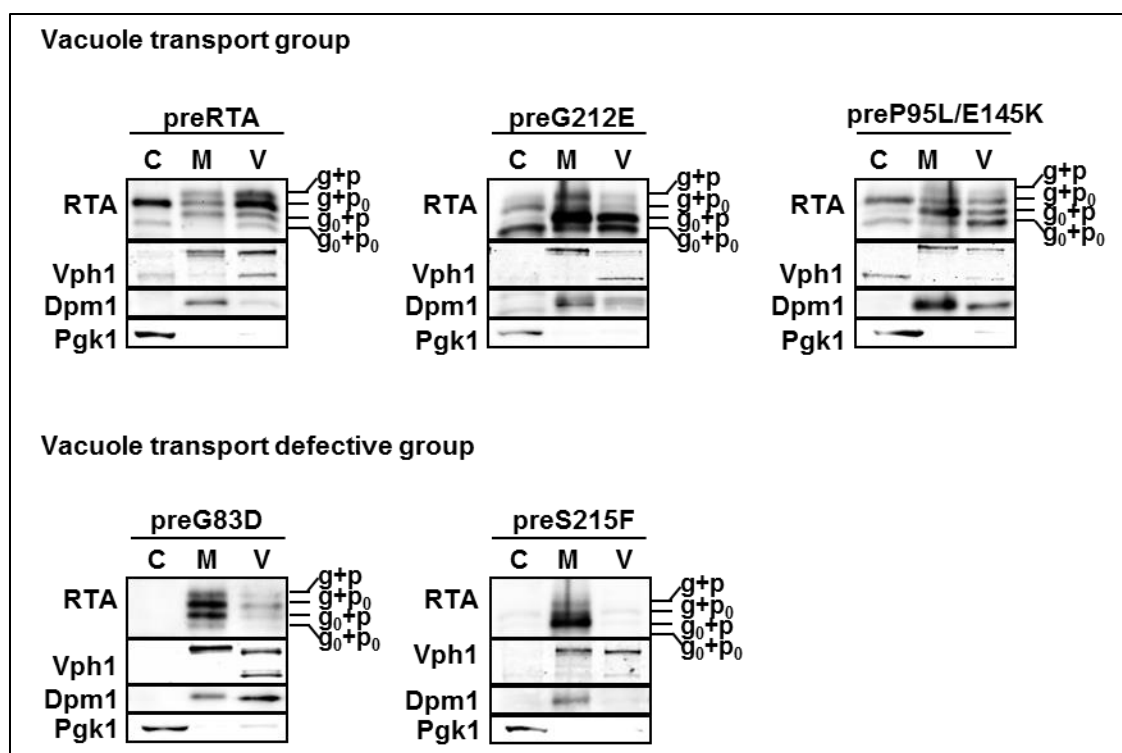 Vacuole transport group
preRTA preG212E preP95L/E145K
C M V C M V C M V
RTA g+p RTA g+p RTA g+p
g+p₀ g+p₀ g+p₀
g₀+p g₀+p g₀+p
g₀+p₀ g₀+p₀ g₀+p₀
Vph1 Vph1 Vph1
Dpm1 Dpm1 Dpm1
Pgk1 Pgk1 Pgk1
Vacuole transport defective group
preG83D preS215F
C M V C M V
RTA g+p RTA g+p
g+p₀ g+p₀
g₀+p g₀+p
g₀+p₀ g₀+p₀
Vph1 Vph1
Dpm1 Dpm1
Pgk1 Pgk1